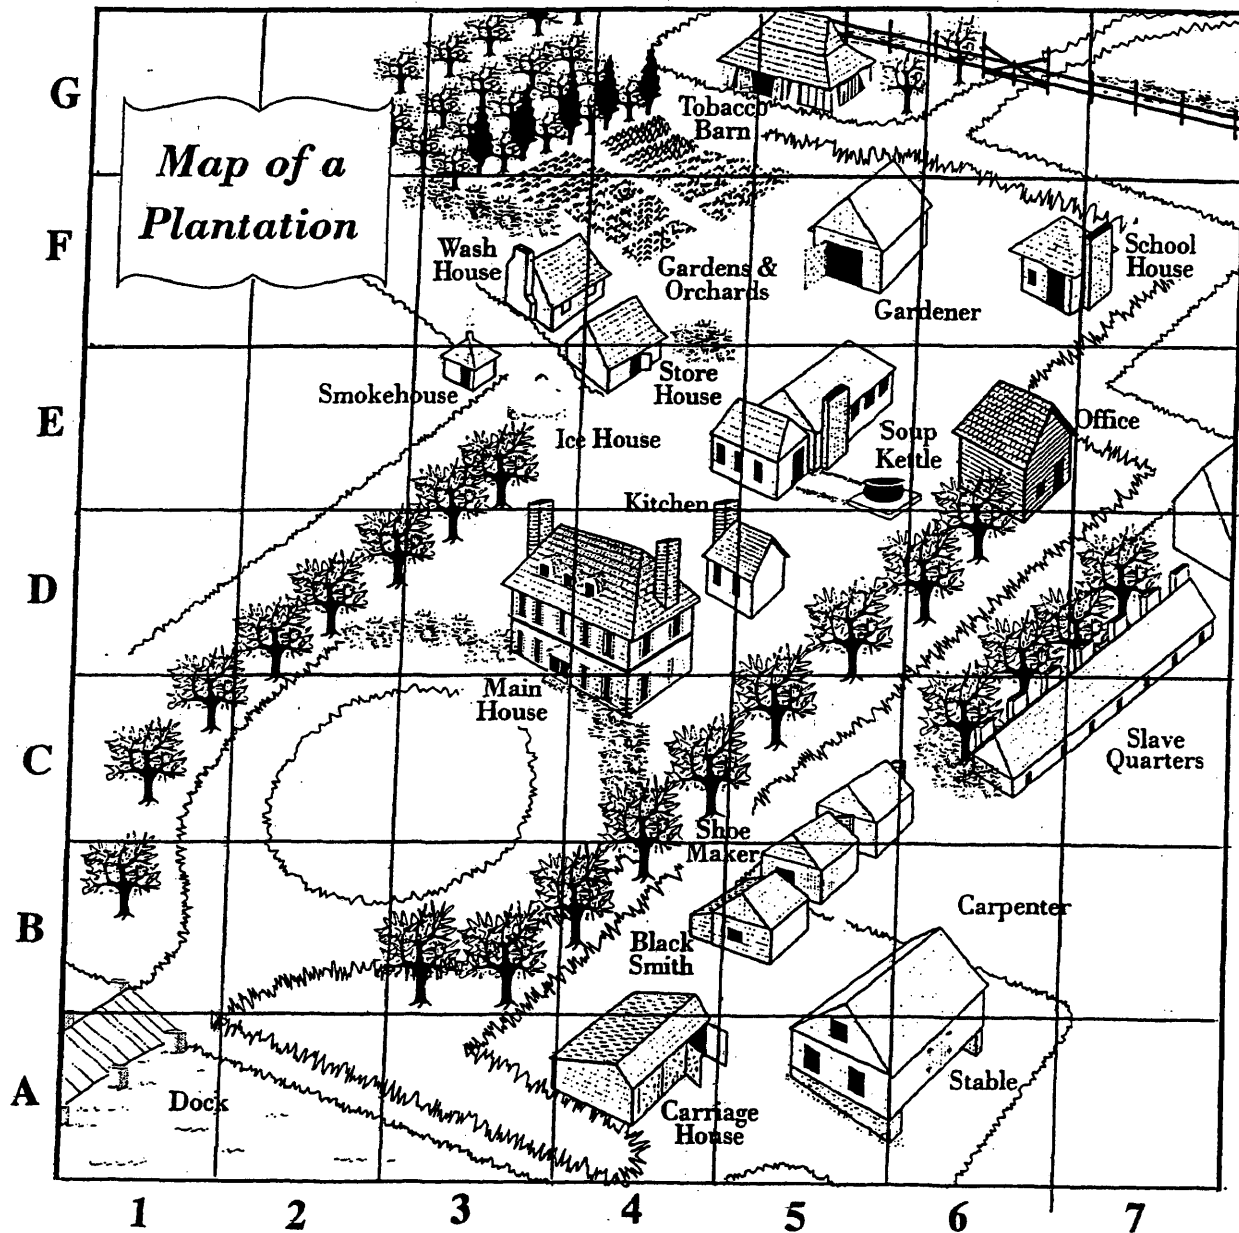 G
Tobacco
Barn
Map of a
Plantation
F
Wash
House
Gardens &
Orchards
School
House
Gardener
Smokehouse
Store
House
E
Ice House
Soup
Kettle
Office
Kitchen
D
Main
House
C
Slave
Quarters
Shoe
Maker
B
Carpenter
Black
Smith
A
Dock
Stable
Carriage
House
1
2
3
4
5
6
7